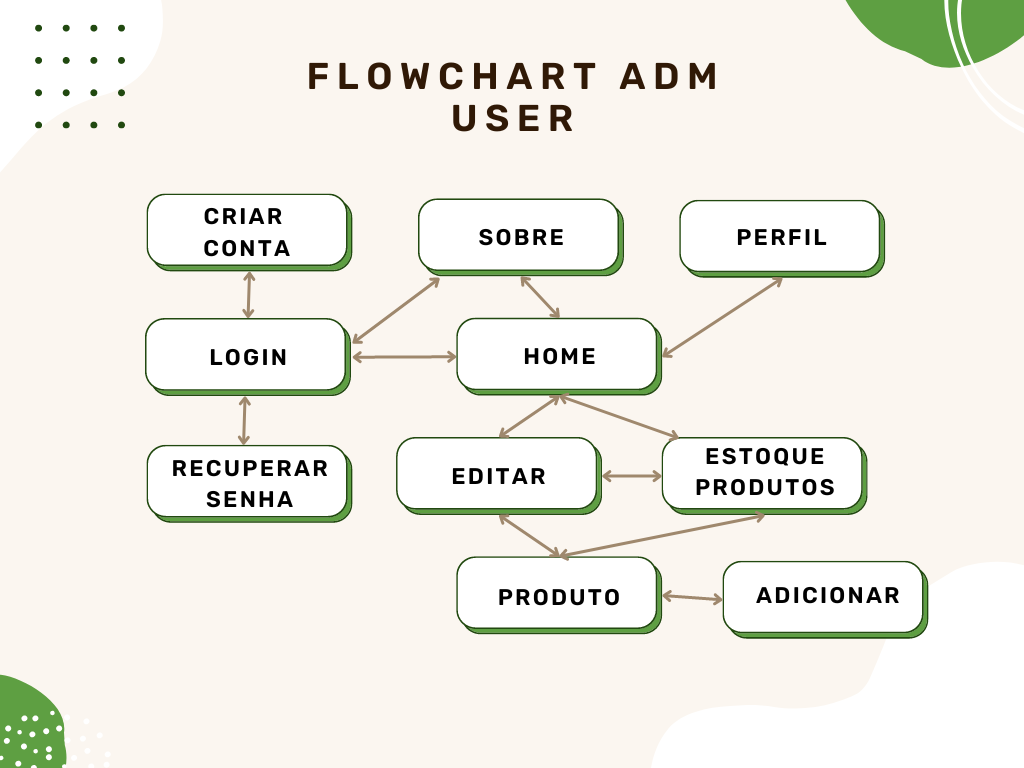 FLOWCHART ADM
USER
CRIAR
CONTA
SOBRE
PERFIL
LOGIN
HOME
RECUPERAR
SENHA
EDITAR
ESTOQUE
PRODUTOS
PRODUTO
ADICIONAR